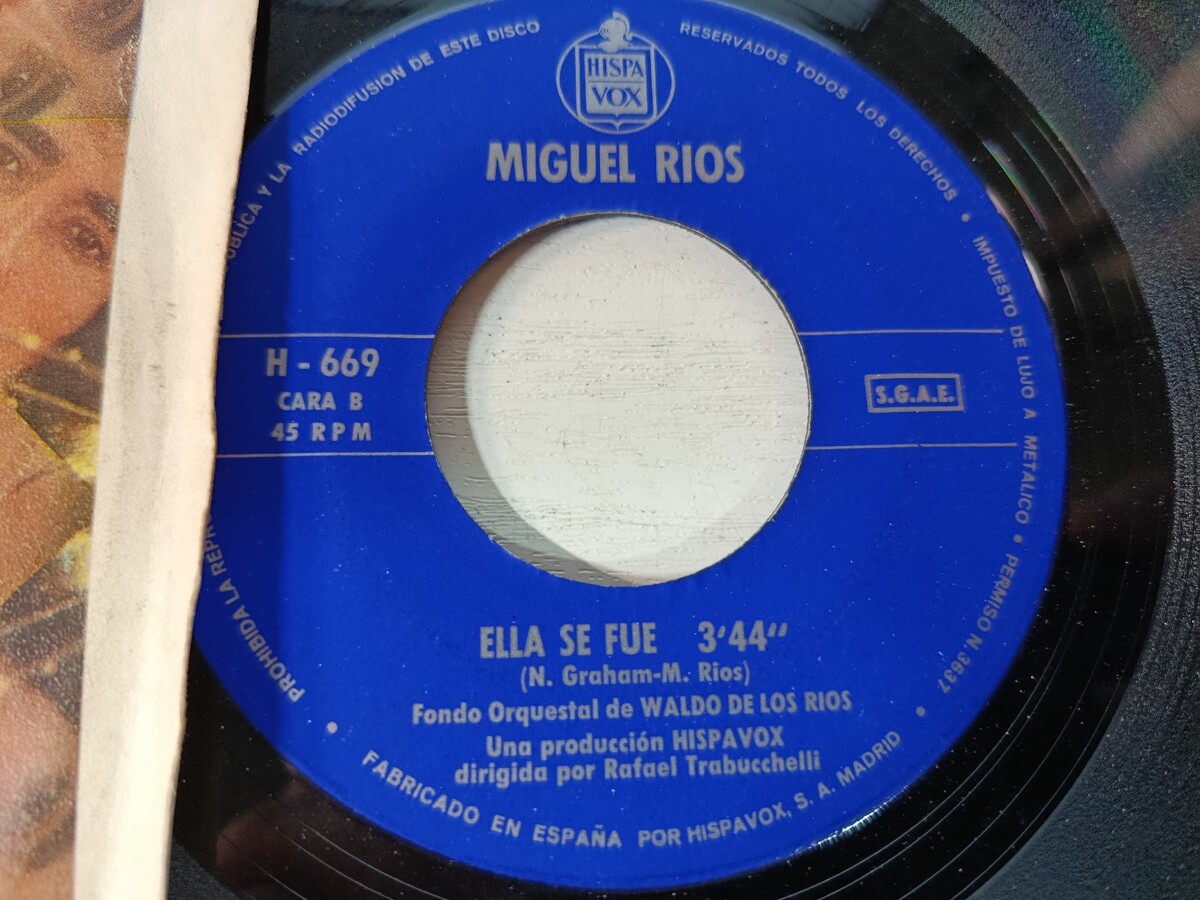 HISPA
VOX
MIGUEL RIOS
H - 669
CARA B
45 RPM
S.G.A.E.
ELLA SE FUE 3'44"
(N. Graham-M. Rios)
Fondo Orquestal de WALDO DE LOS RIOS
Una producción HISPAVOX
dirigida por Rafael Trabucchelli
PROHIBIDA LA
Y LA RADIODIFUSION DE ESTE DISCO
RESERVADOS TODOS LOS DERECHOS • IMPUESTO DE LUJO A METALICO • PERMISO N. 3637 •
FABRICADO EN ESPAÑA POR HISPAVOX, S. A. MADRID